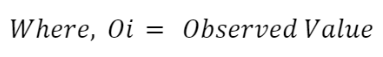 Where, Oi = Observed Value